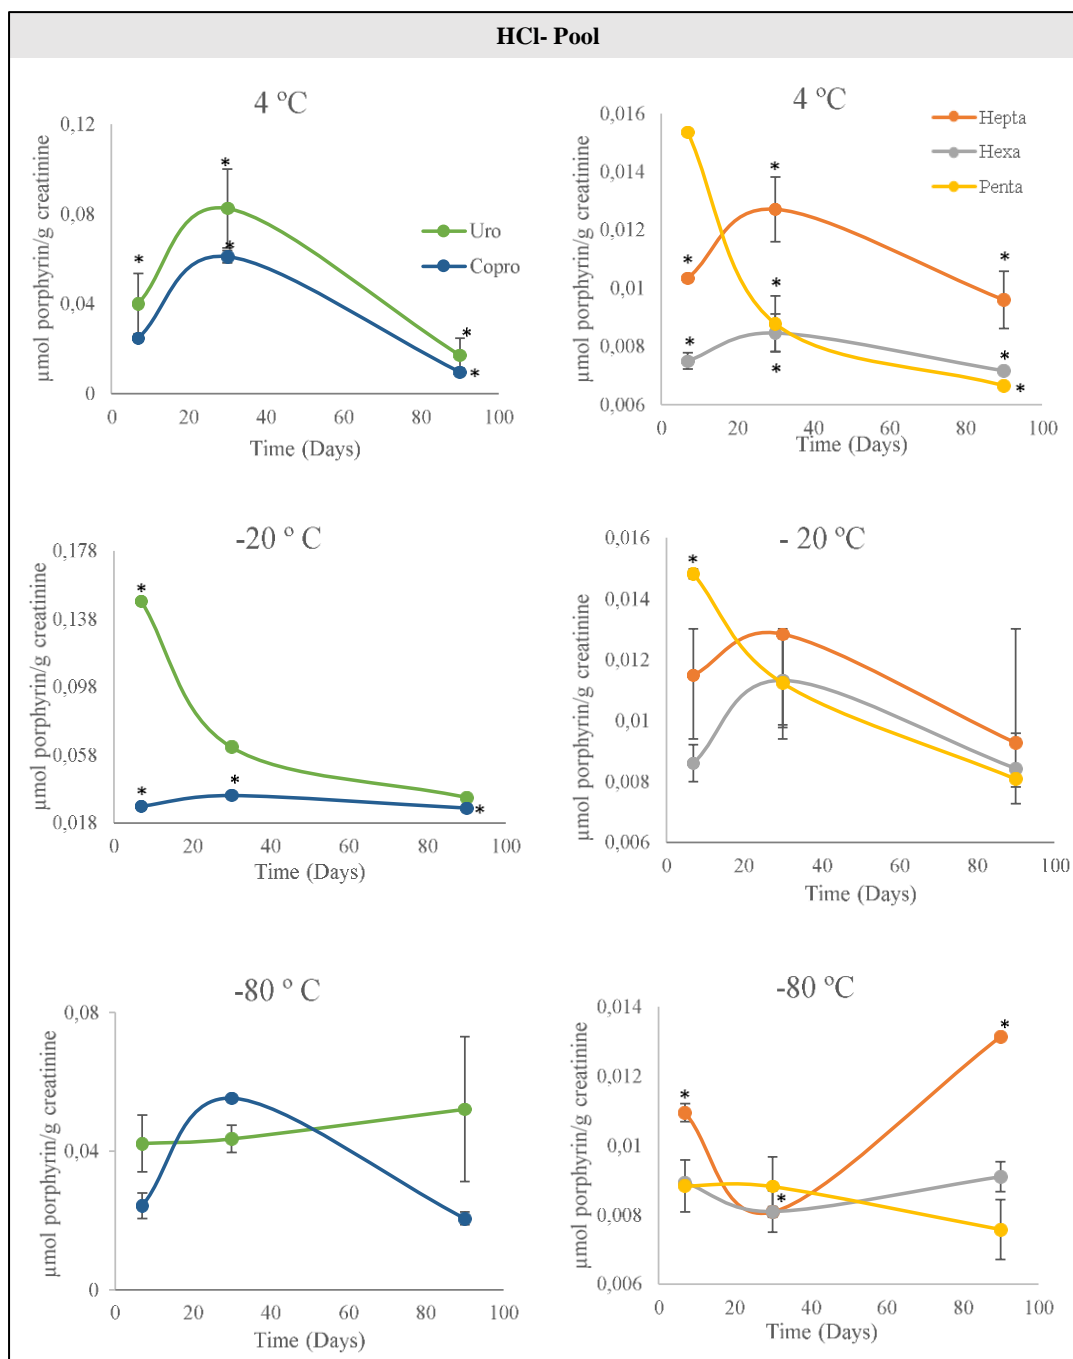 HCl- Pool
4 ºC
µmol porphyrin/g creatinine
0,12
0,08
0,04
0
0 20 40 60 80 100
Time (Days)
*
*
*
*
*
Uro
Copro
4 ºC
µmol porphyrin/g creatinine
0,016
0,014
0,012
0,01
0,008
0,006
0 20 40 60 80 100
Time (Days)
*
*
*
*
*
*
*
Hepta
Hexa
Penta
-20 º C
µmol porphyrin/g creatinine
0,178
0,138
0,098
0,058
0,018
0 20 40 60 80 100
Time (Days)
*
*
*
*
- 20 ºC
µmol porphyrin/g creatinine
0,016
0,014
0,012
0,01
0,008
0,006
0 20 40 60 80 100
Time (Days)
*
-80 º C
µmol porphyrin/g creatinine
0,08
0,04
0
0 20 40 60 80 100
Time (Days)
-80 ºC
µmol porphyrin/g creatinine
0,014
0,012
0,01
0,008
0,006
0 20 40 60 80 100
Time (Days)
*
*
*